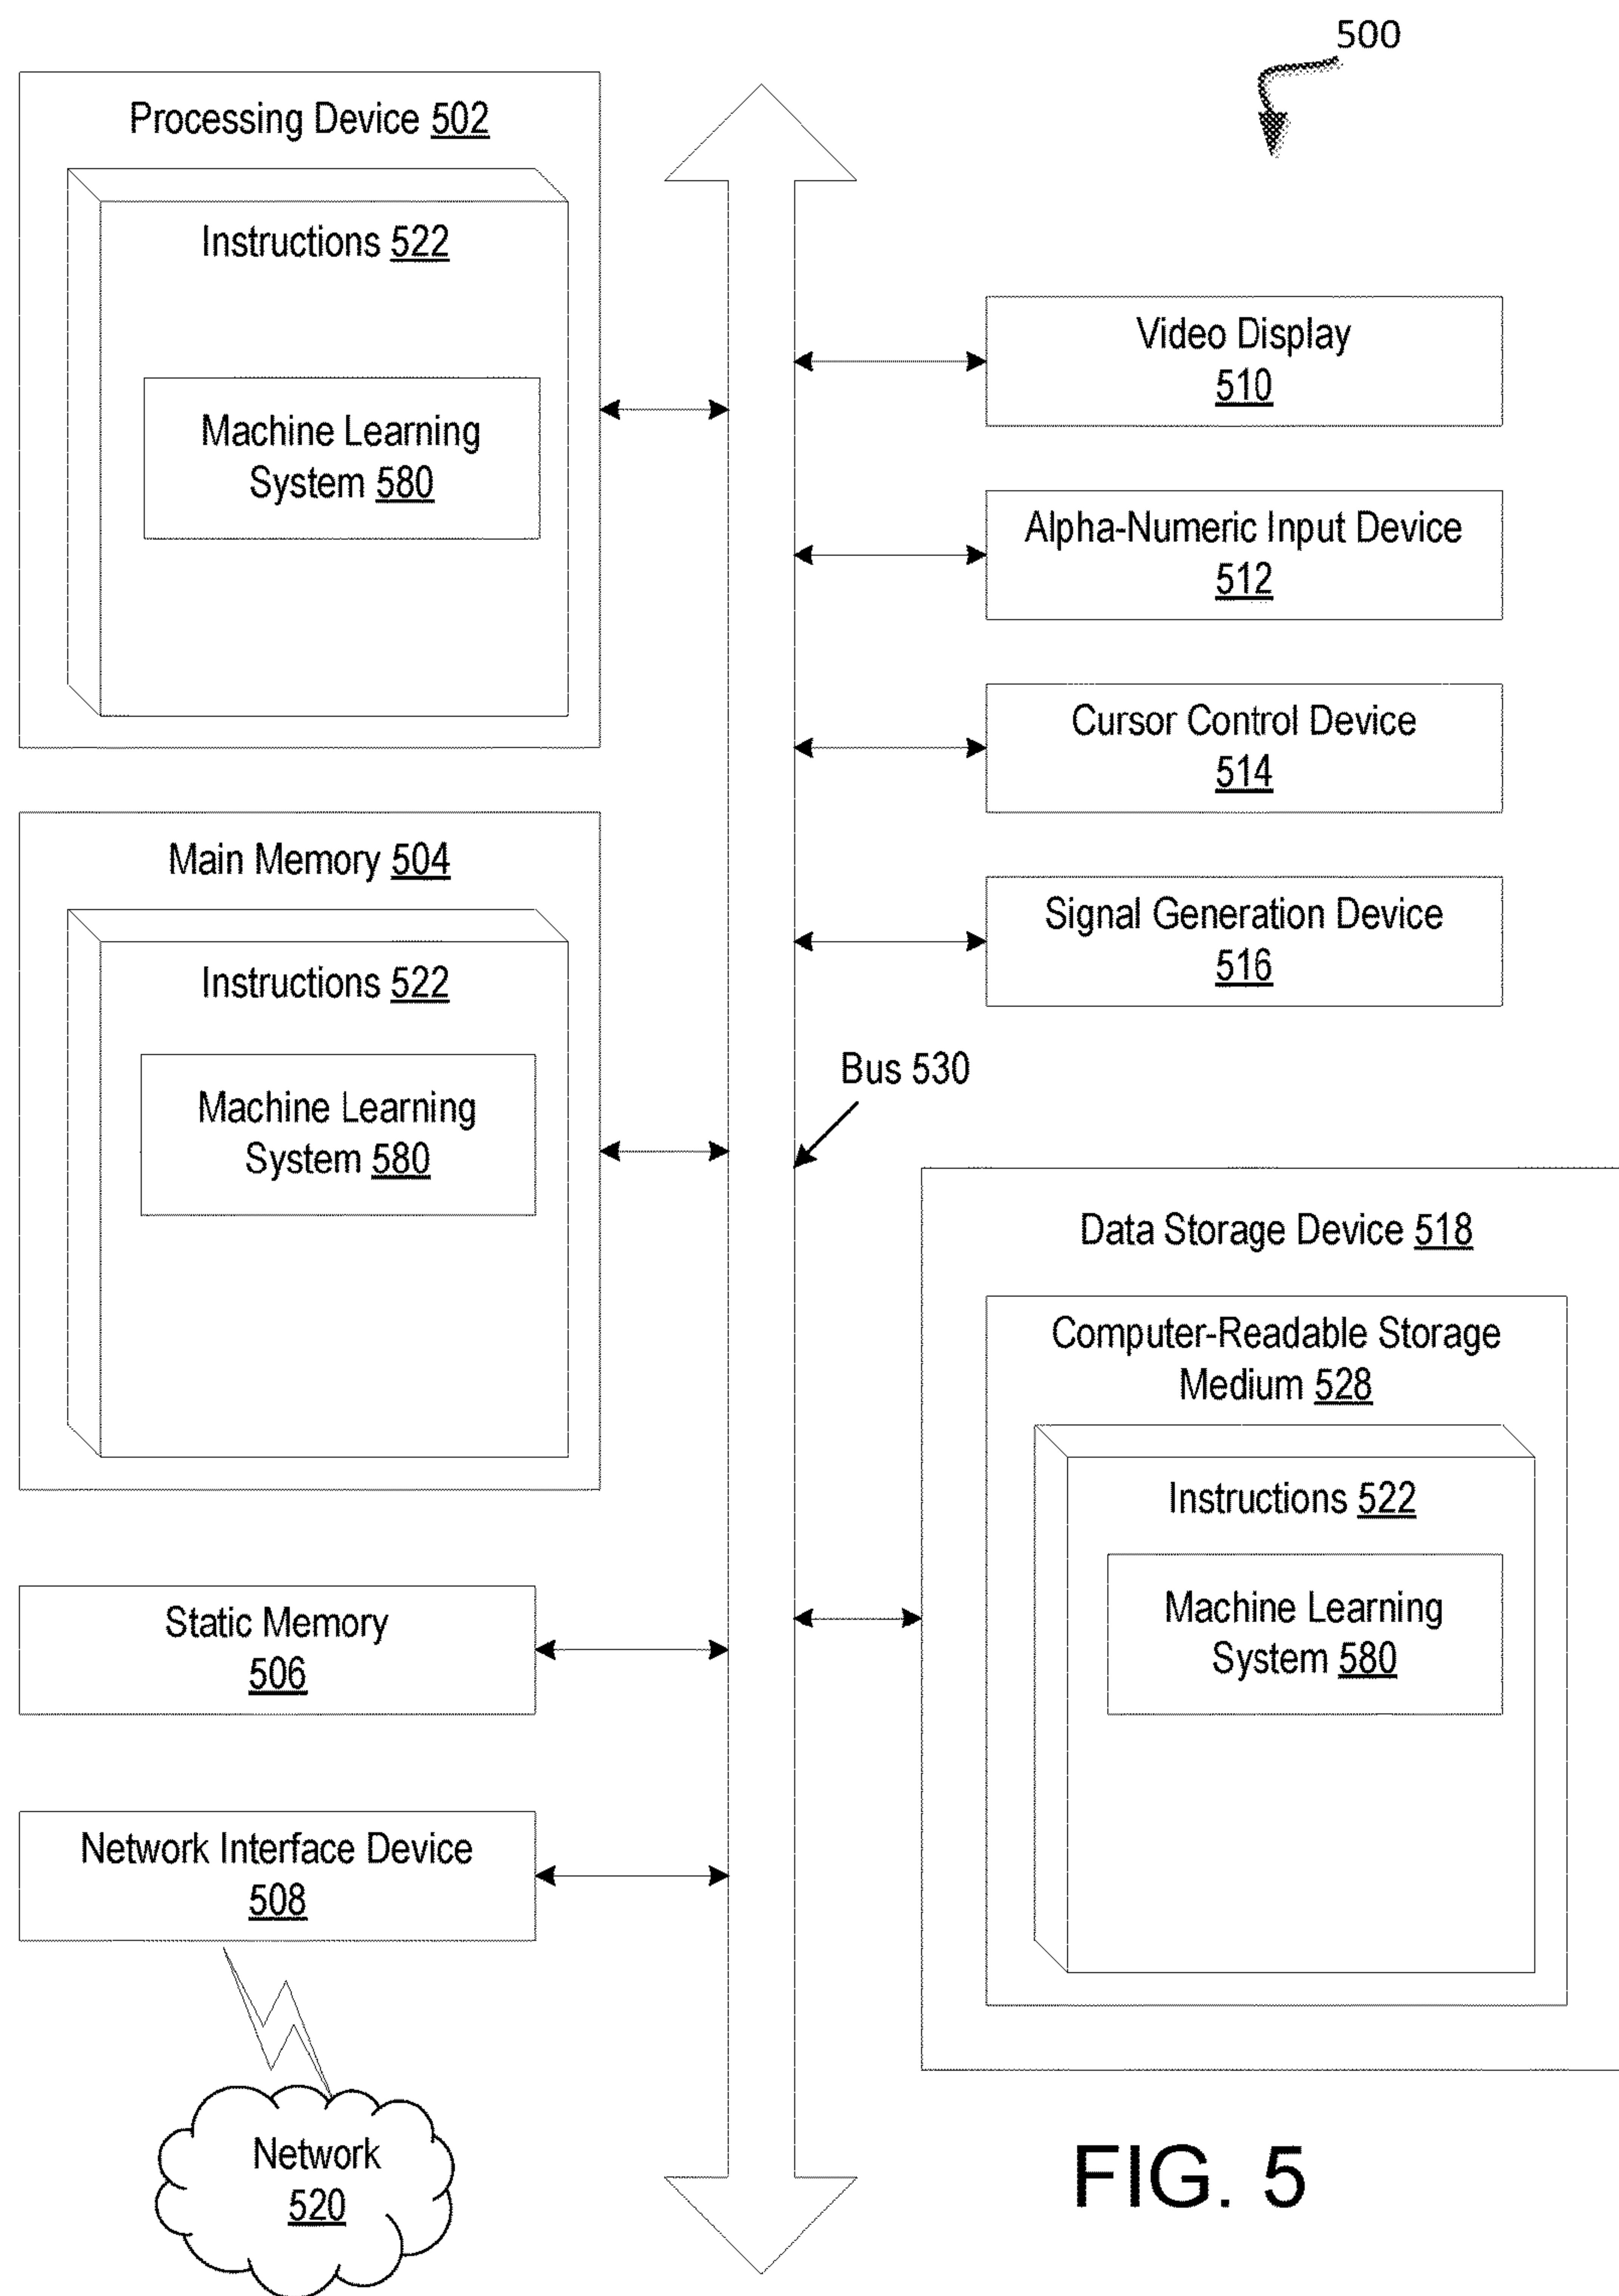 500
Processing Device 502
Instructions 522
Machine Learning
System 580
Main Memory 504
Instructions 522
Machine Learning
System 580
Static Memory
506
Network Interface Device
508
Network
520
Video Display
510
Alpha-Numeric Input Device
512
Cursor Control Device
514
Signal Generation Device
516
Bus 530
Data Storage Device 518
Computer-Readable Storage
Medium 528
Instructions 522
Machine Learning
System 580
FIG. 5